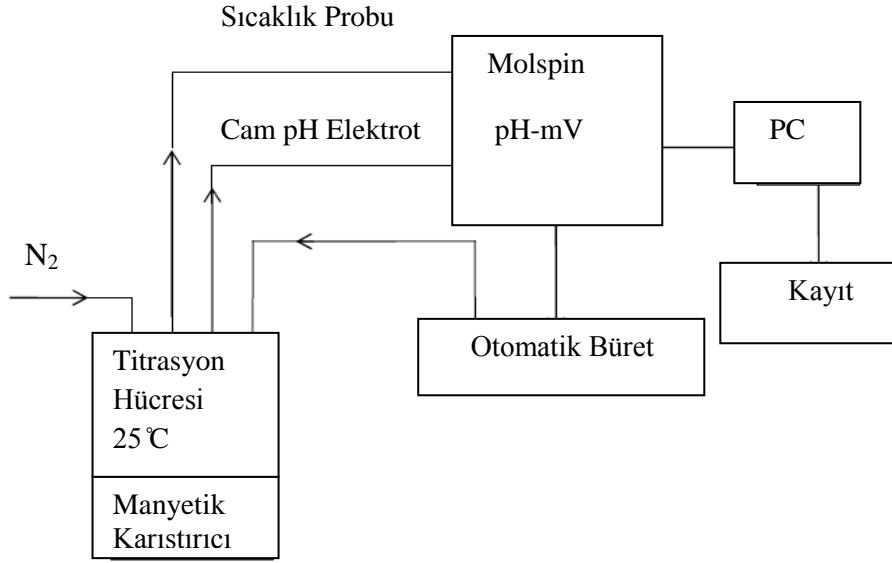 Sıcaklık Probu
Molspin
pH-mV
Cam pH Elektrot
PC
N₂
Kayıt
Otomatik Büret
Titrasyon
Hücresi
25℃
Manyetik
Karıstırıcı